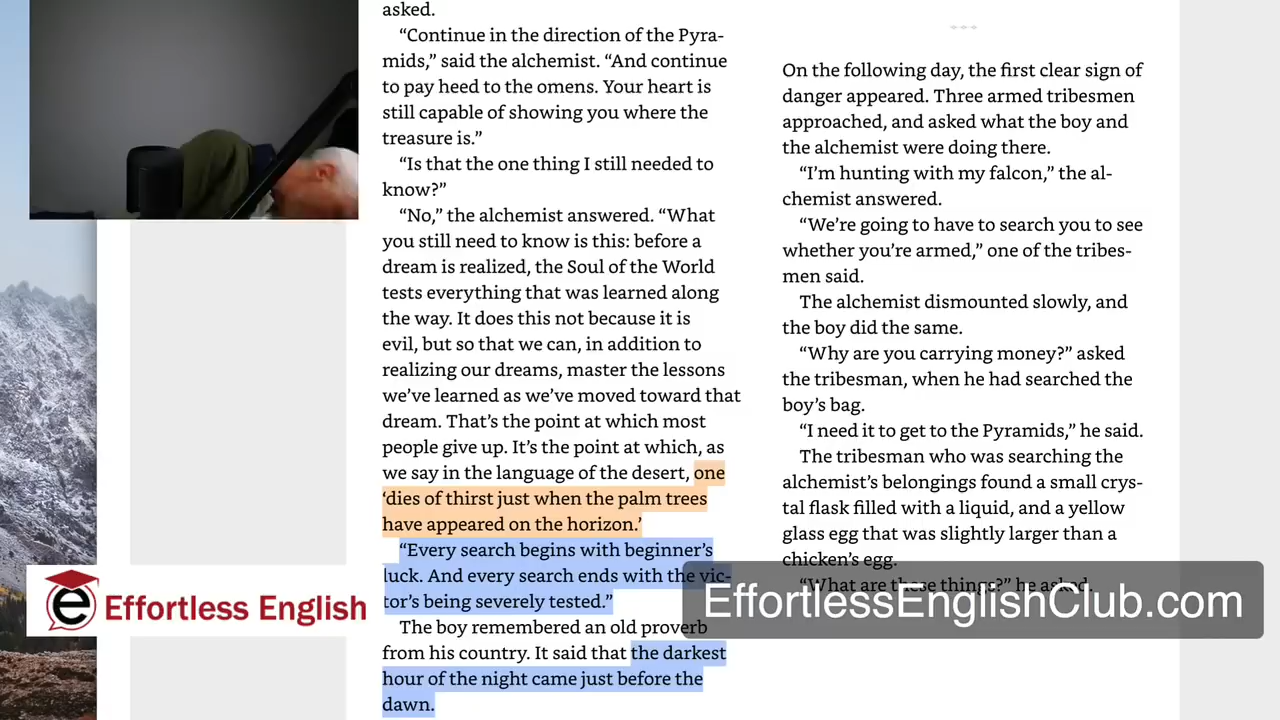 asked.
“Continue in the direction of the Pyra-
mids,” said the alchemist. “And continue
to pay heed to the omens. Your heart is
still capable of showing you where the
treasure is.”
“Is that the one thing I still needed to
know?”
“No,” the alchemist answered. “What
you still need to know is this: before a
dream is realized, the Soul of the World
tests everything that was learned along
the way. It does this not because it is
evil, but so that we can, in addition to
realizing our dreams, master the lessons
we’ve learned as we’ve moved toward that
dream. That’s the point at which most
people give up. It’s the point at which, as
we say in the language of the desert, one
‘dies of thirst just when the palm trees
have appeared on the horizon.’
“Every search begins with beginner’s
luck. And every search ends with the vic-
tor’s being severely tested.”
The boy remembered an old proverb
from his country. It said that the darkest
hour of the night came just before the
dawn.
On the following day, the first clear sign of
danger appeared. Three armed tribesmen
approached, and asked what the boy and
the alchemist were doing there.
“I’m hunting with my falcon,” the al-
chemist answered.
“We’re going to have to search you to see
whether you’re armed,” one of the tribes-
men said.
The alchemist dismounted slowly, and
the boy did the same.
“Why are you carrying money?” asked
the tribesman, when he had searched the
boy’s bag.
“I need it to get to the Pyramids,” he said.
The tribesman who was searching the
alchemist’s belongings found a small crys-
tal flask filled with a liquid, and a yellow
glass egg that was slightly larger than a
chicken’s egg.
“What are these things?” he asked.
e Effortless English
EffortlessEnglishClub.com